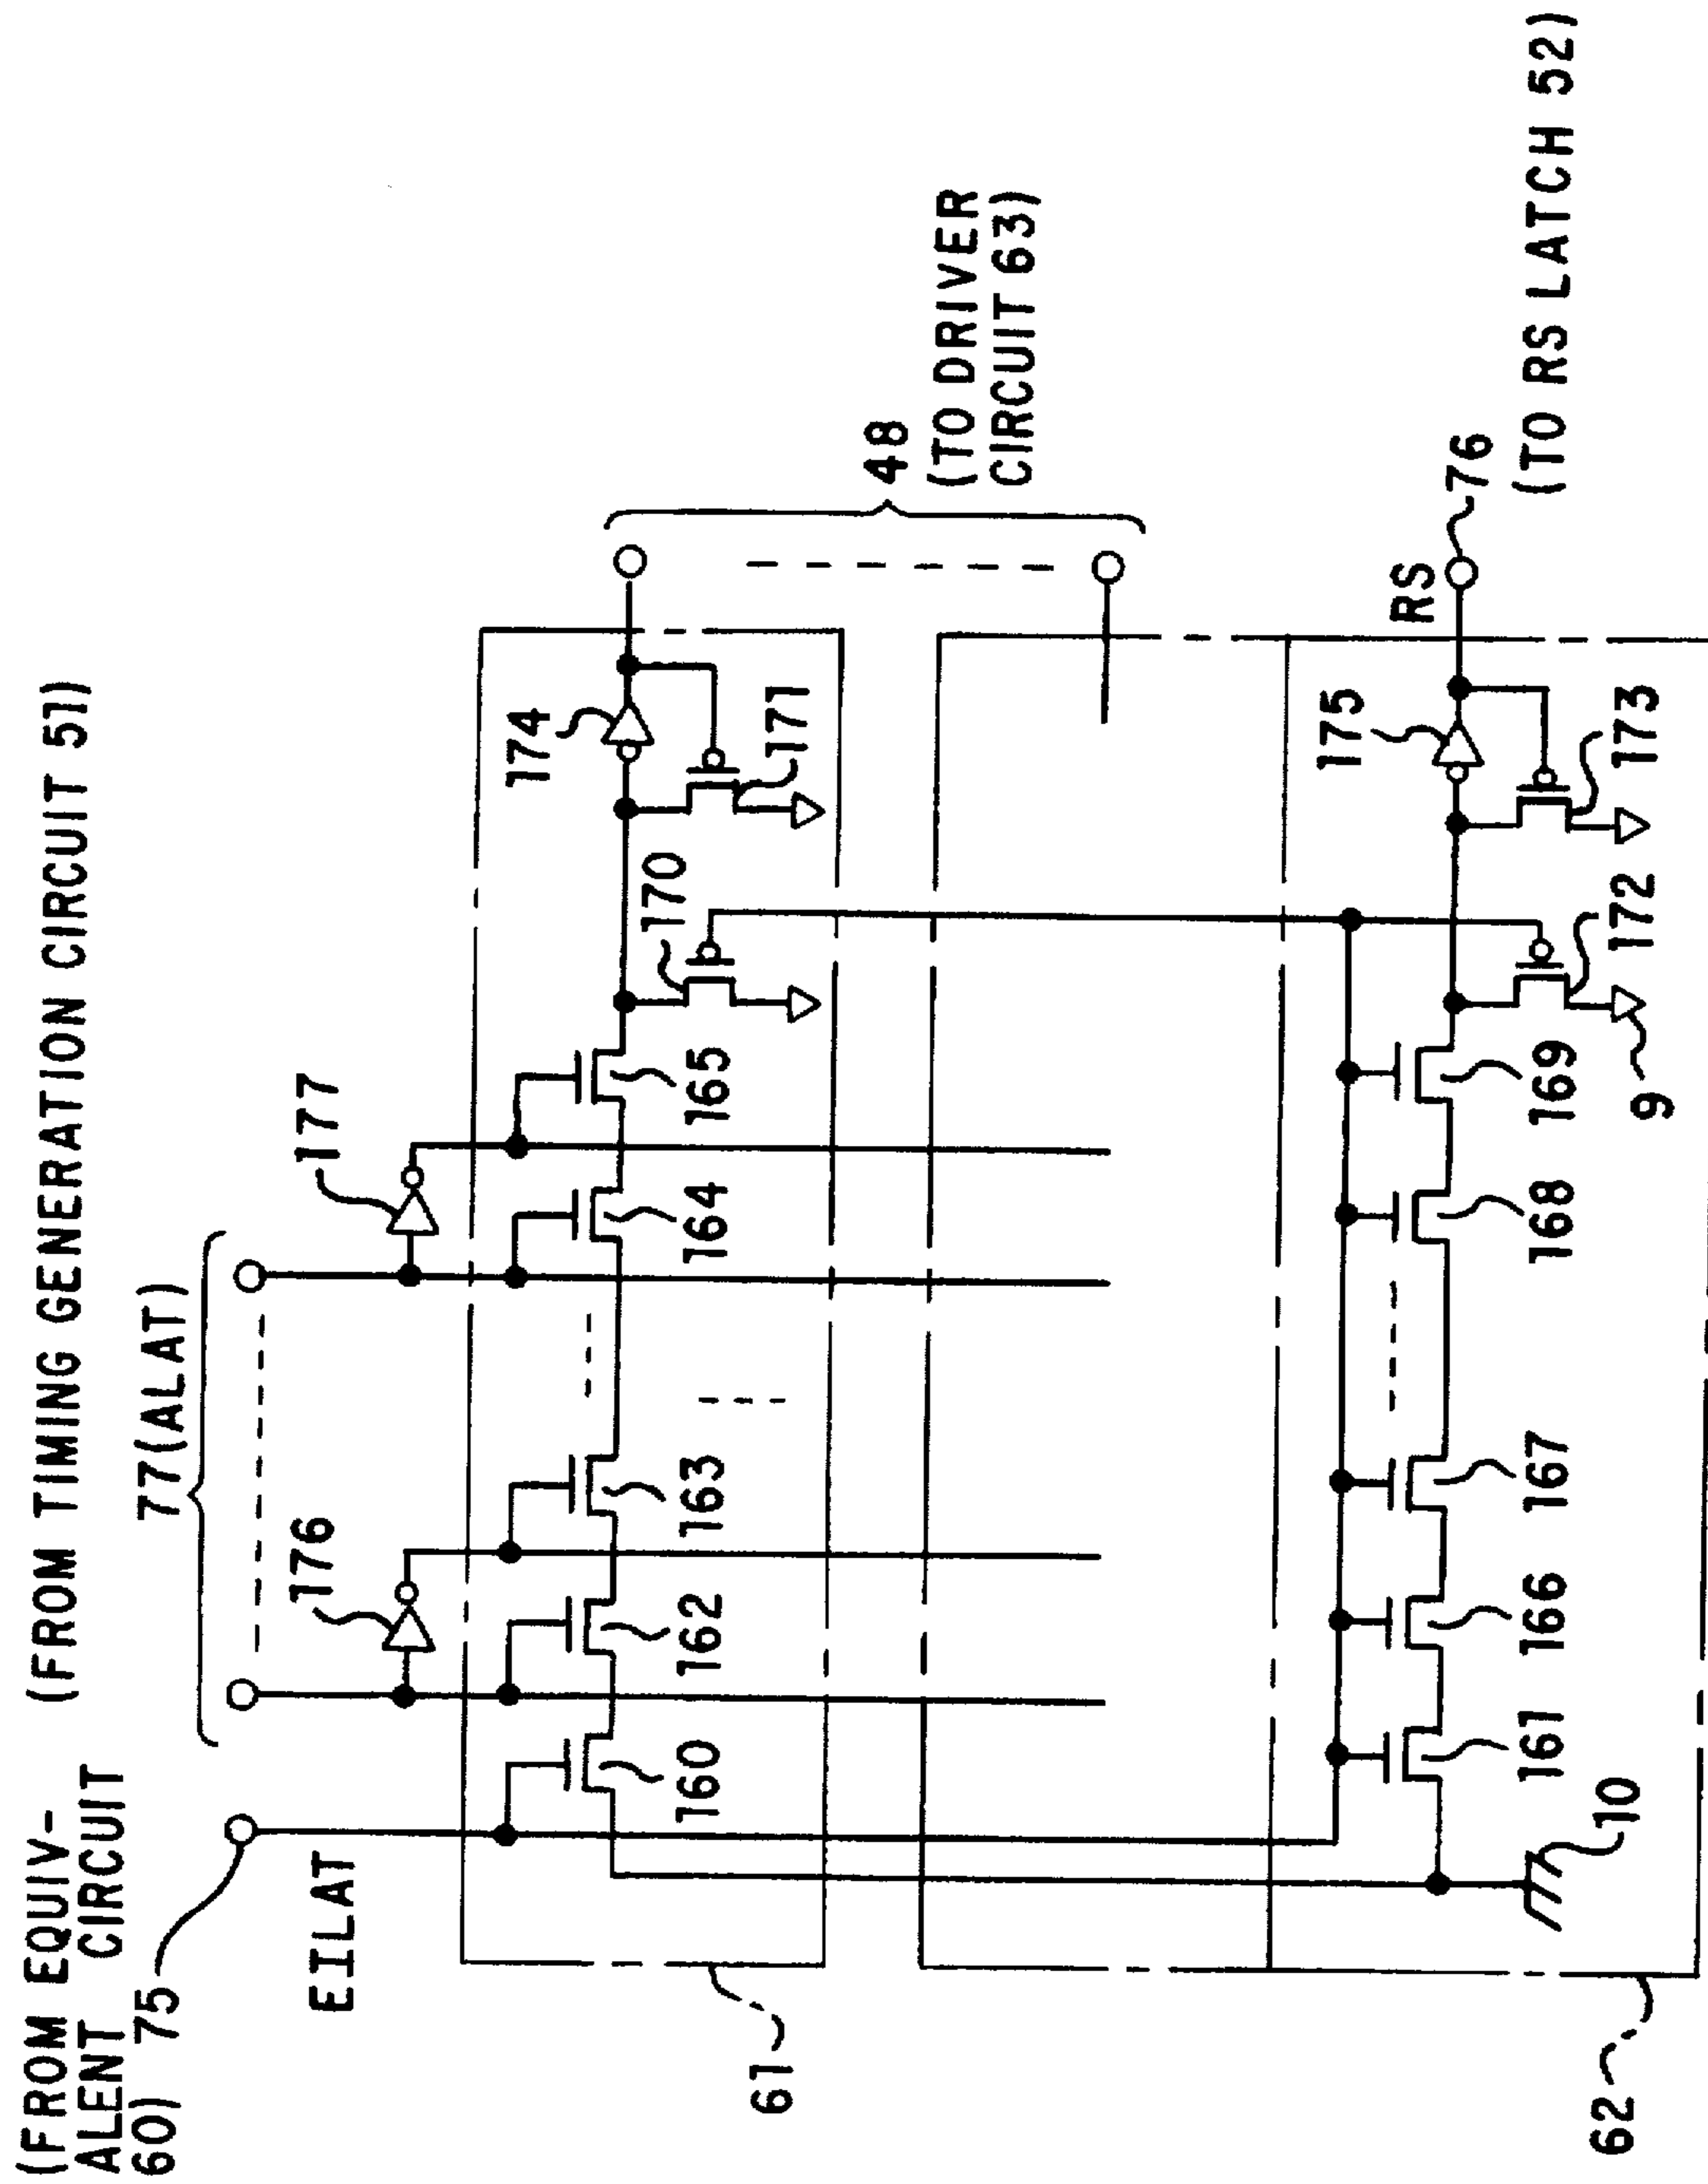 (FROM EQUIV-
ALENT CIRCUIT
60) 75
(FROM TIMING GENERATION CIRCUIT 51)
77(ALAT)
EILAT
176
177
160
162
163
164
165
170
171
174
61
48
(TO DRIVER
CIRCUIT 63)
161
166
167
168
169
172
173
175
RS
76
(TO RS LATCH 52)
10
9
62